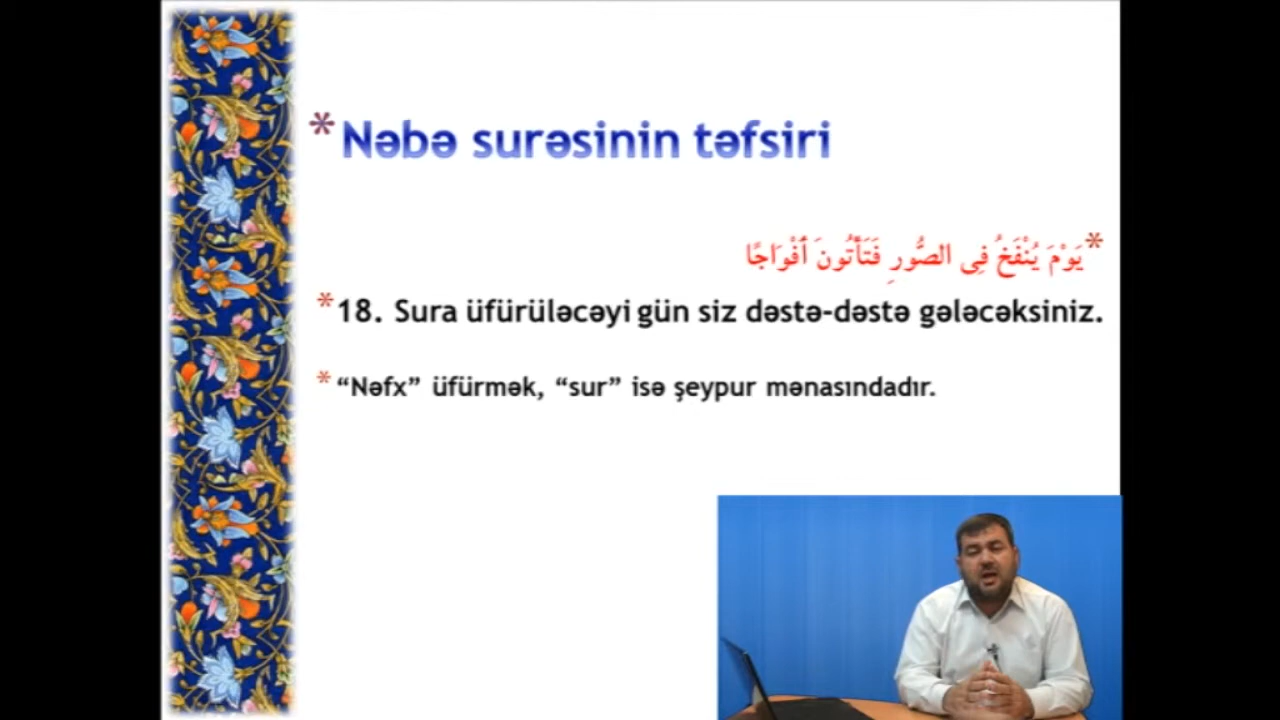 * Nəbə surəsinin təfsiri
* يَوْمَ يُنْفَخُ فِى الصُّورِ فَتَأْتُونَ أَفْوَاجًا
* 18. Sura üfürüləcəyi gün siz dəstə-dəstə gələcəksiniz.
* “Nəfx” üfürmək, “sur” isə şeypur mənasındadır.